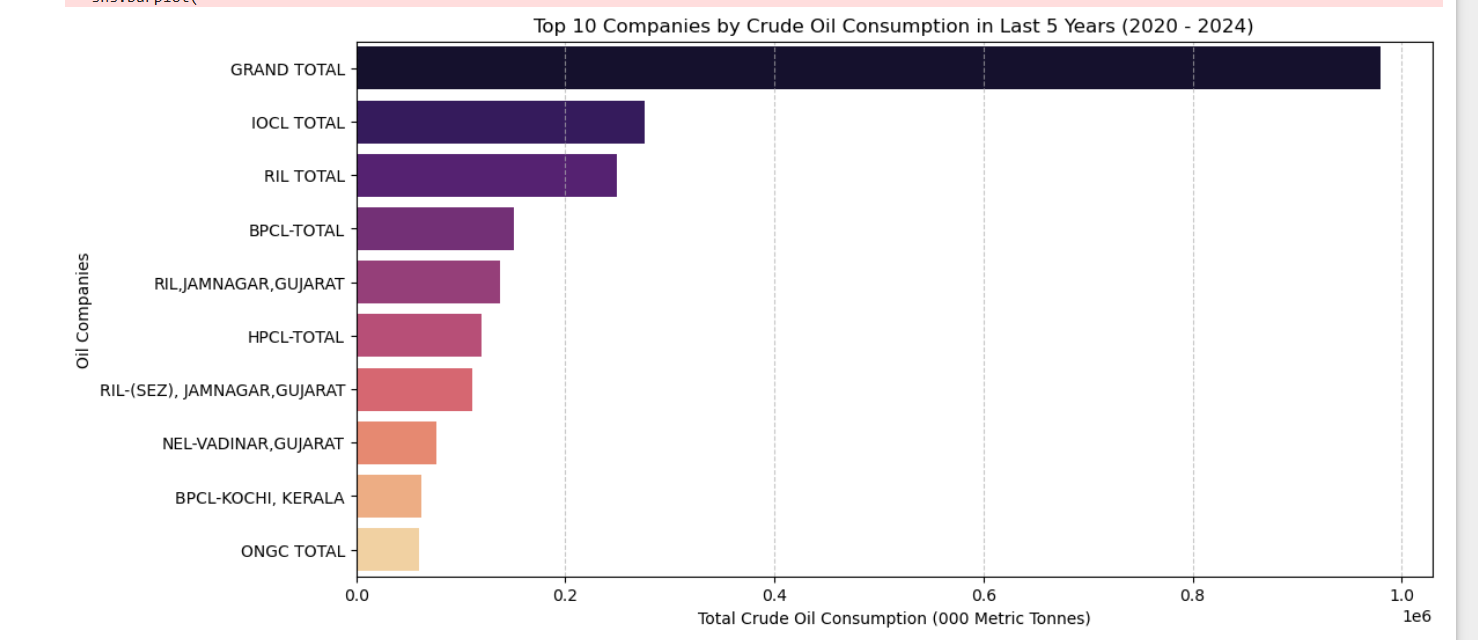 sns.barplot(
Top 10 Companies by Crude Oil Consumption in Last 5 Years (2020 - 2024)
Oil Companies
GRAND TOTAL
IOCL TOTAL
RIL TOTAL
BPCL-TOTAL
RIL,JAMNAGAR,GUJARAT
HPCL-TOTAL
RIL-(SEZ), JAMNAGAR,GUJARAT
NEL-VADINAR,GUJARAT
BPCL-KOCHI, KERALA
ONGC TOTAL
0.0 0.2 0.4 0.6 0.8 1.0
1e6
Total Crude Oil Consumption (000 Metric Tonnes)